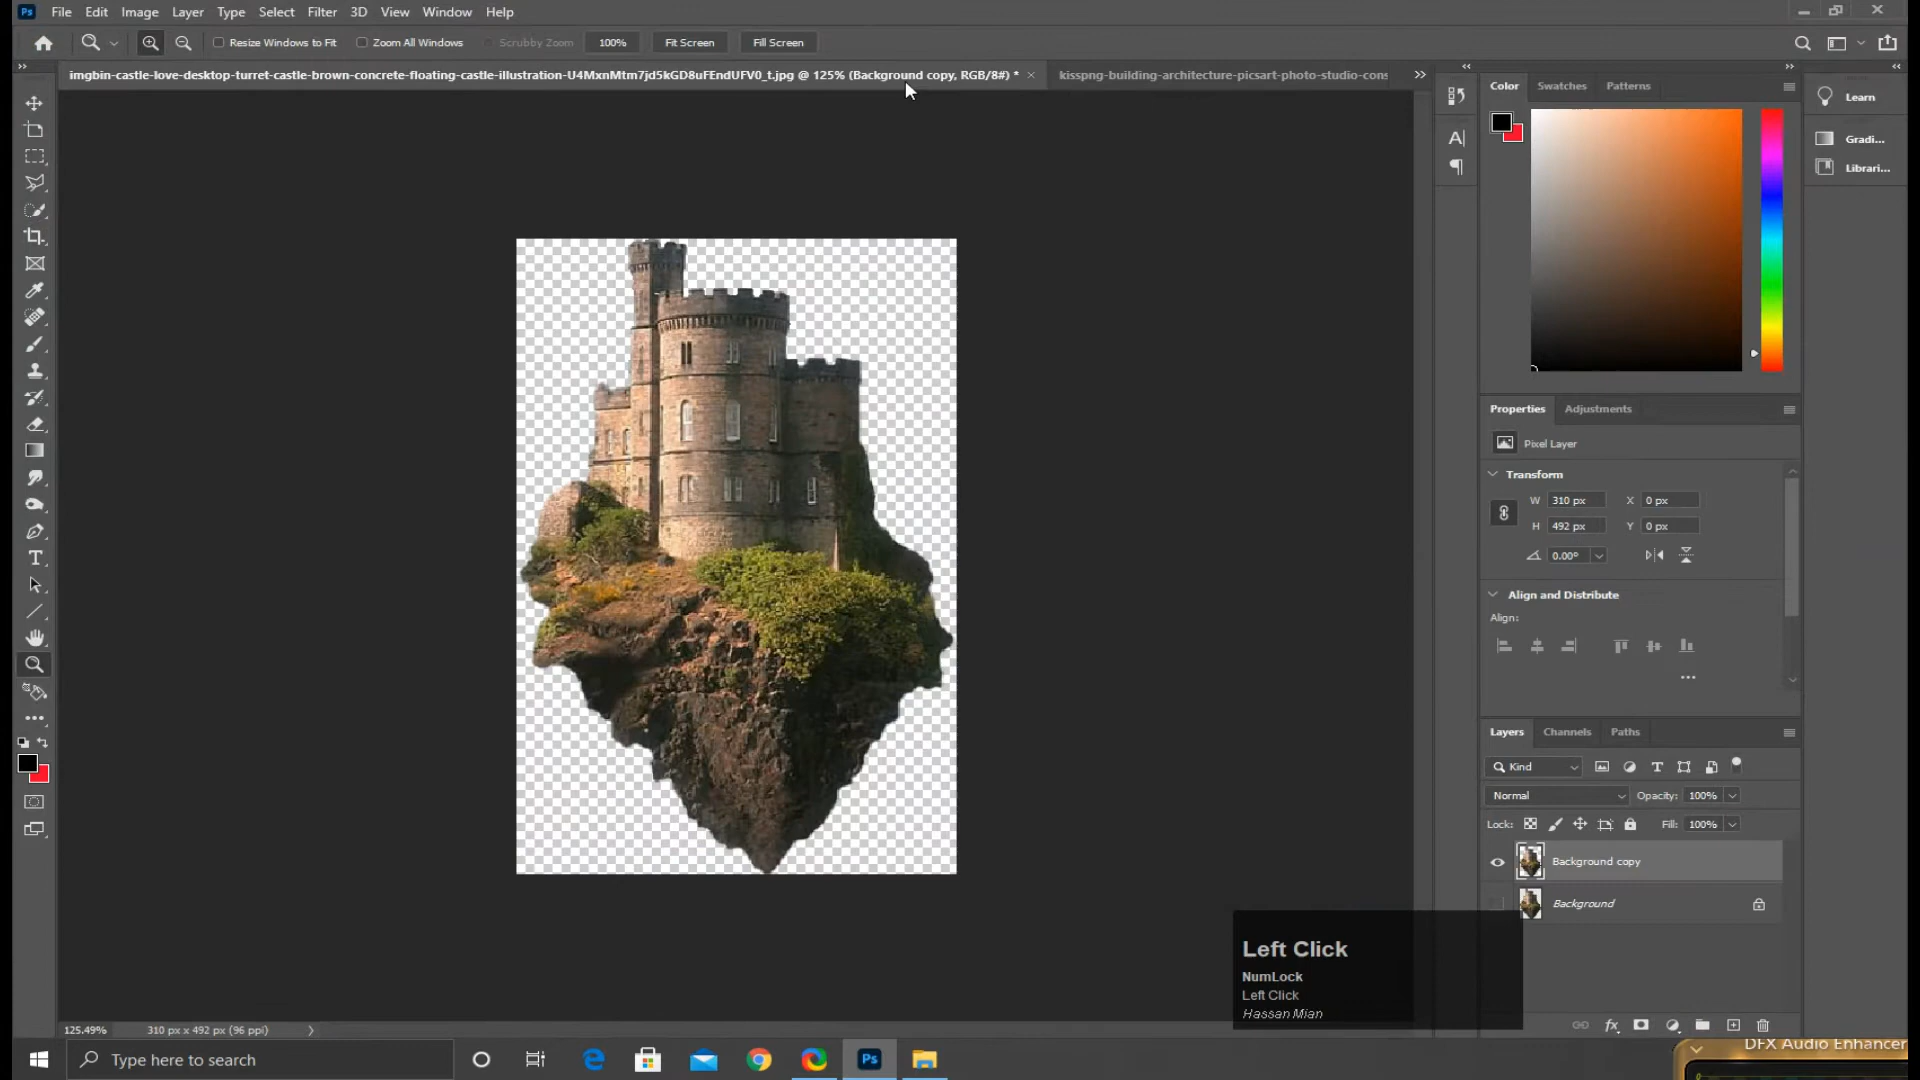 Ps File Edit Image Layer Type Select Filter 3D View Window Help
Resize Windows to Fit Zoom All Windows Scrubby Zoom 100% Fit Screen Fill Screen
imgbin-castle-love-desktop-turret-castle-brown-concrete-floating-castle-illustration-U4MxnMtm7jd5kGD8uFEndUFV0_t.jpg @ 125% (Background copy, RGB/8#) * ×
kisspng-building-architecture-picsart-photo-studio-cons
Color Swatches Patterns
Learn
Gradi...
Librari...
Properties Adjustments
Pixel Layer
Transform
W 310 px X 0 px
H 492 px Y 0 px
0.00°
Align and Distribute
Align:
Layers Channels Paths
Kind
Normal Opacity: 100%
Lock: Fill: 100%
Background copy
Background
Left Click
NumLock
Left Click
Hassan Mian
125.49% 310 px x 492 px (96 ppi)
Type here to search
Ps
DFX Audio Enhancer